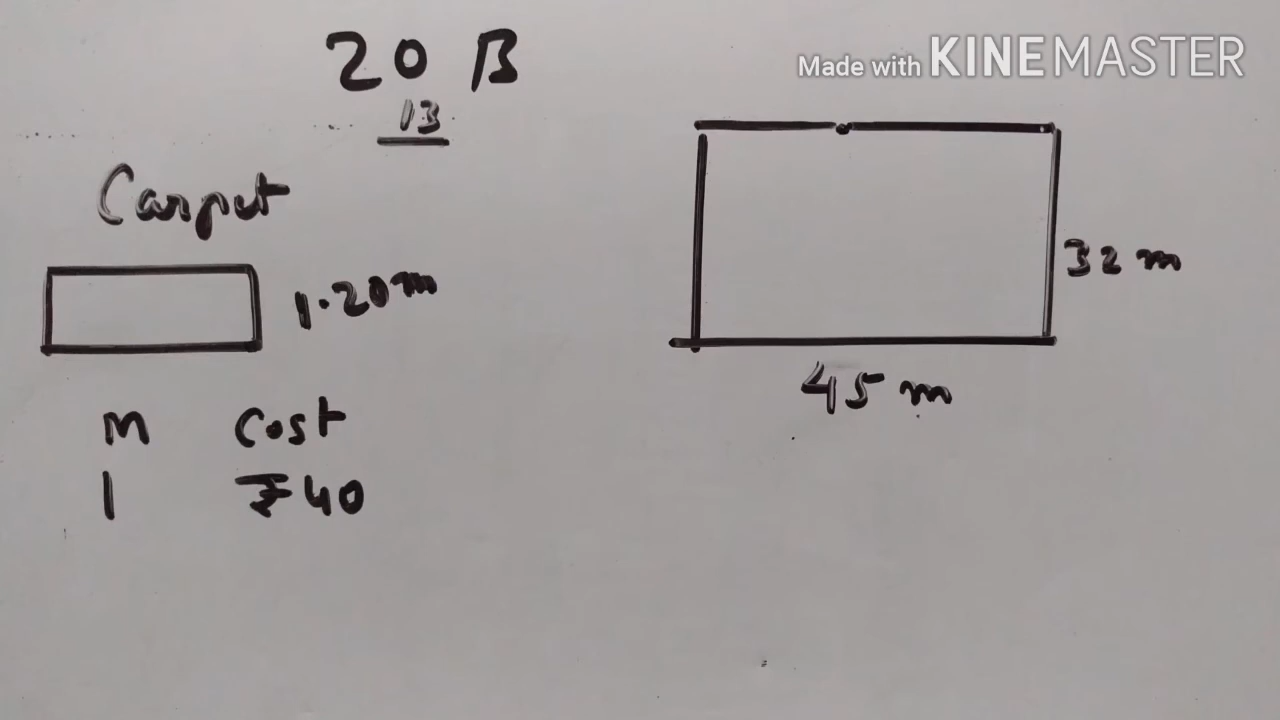 20 B
Made with KINEMASTER
13
Carpet
1.20m
32 m
45 m
M cost
1 ₹40